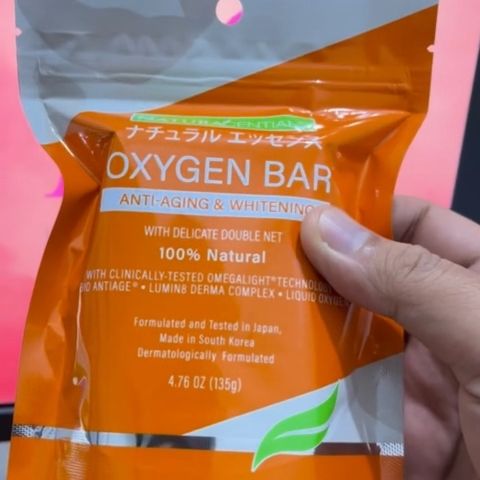 ナチュラル エッセンス
OXYGEN BAR
ANTI-AGING & WHITENING
WITH DELICATE DOUBLE NET
100% Natural
WITH CLINICALLY-TESTED OMEGALIGHT® TECHNOLOGY
ANTIAGE® • LUMIN8 DERMA COMPLEX • LIQUID OXYGEN
Formulated and Tested in Japan,
Made in South Korea
Dermatologically Formulated
4.76 OZ (135g)